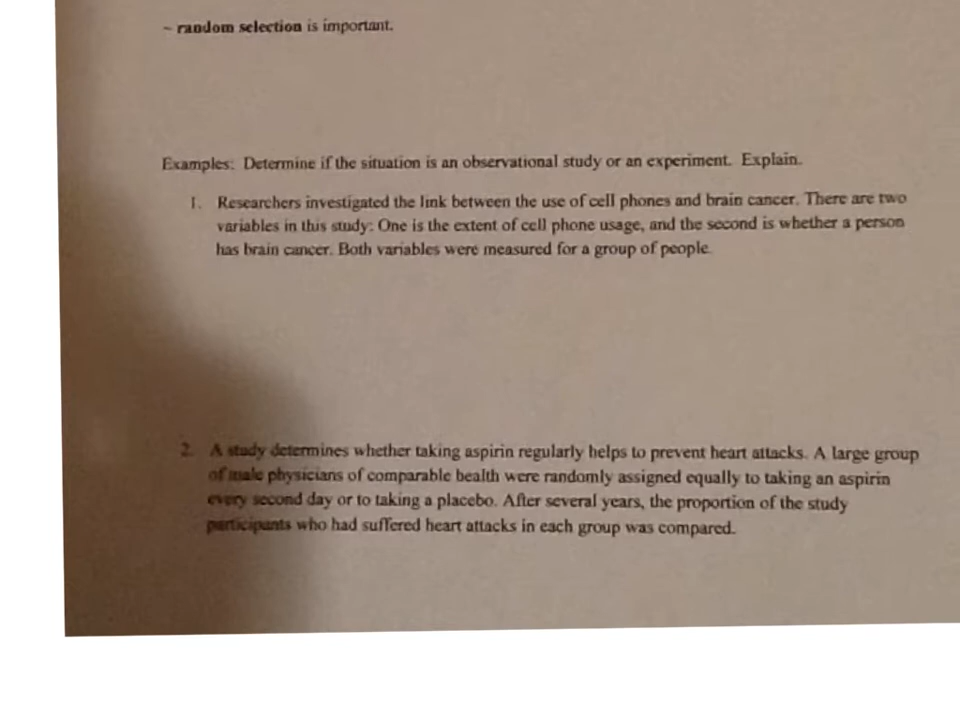 ~ random selection is important.
Examples: Determine if the situation is an observational study or an experiment. Explain.
1. Researchers investigated the link between the use of cell phones and brain cancer. There are two
variables in this study: One is the extent of cell phone usage, and the second is whether a person
has brain cancer. Both variables were measured for a group of people.
2. A study determines whether taking aspirin regularly helps to prevent heart attacks. A large group
of male physicians of comparable health were randomly assigned equally to taking an aspirin
every second day or to taking a placebo. After several years, the proportion of the study
participants who had suffered heart attacks in each group was compared.